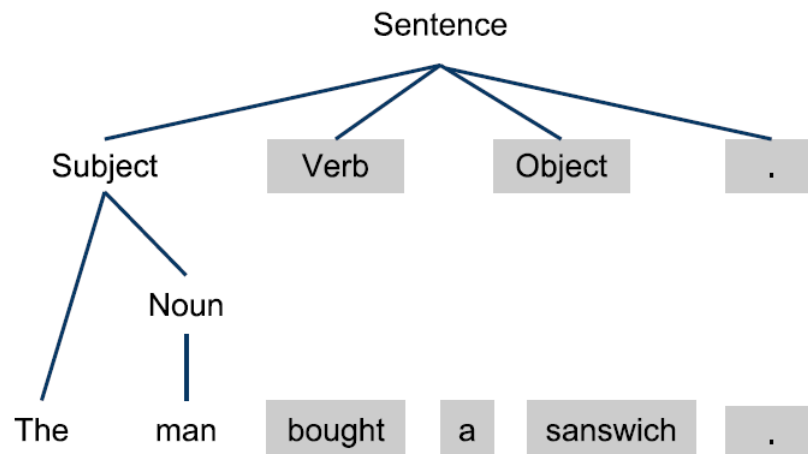 Sentence
Subject Verb Object .
Noun
The man bought a sanswich .